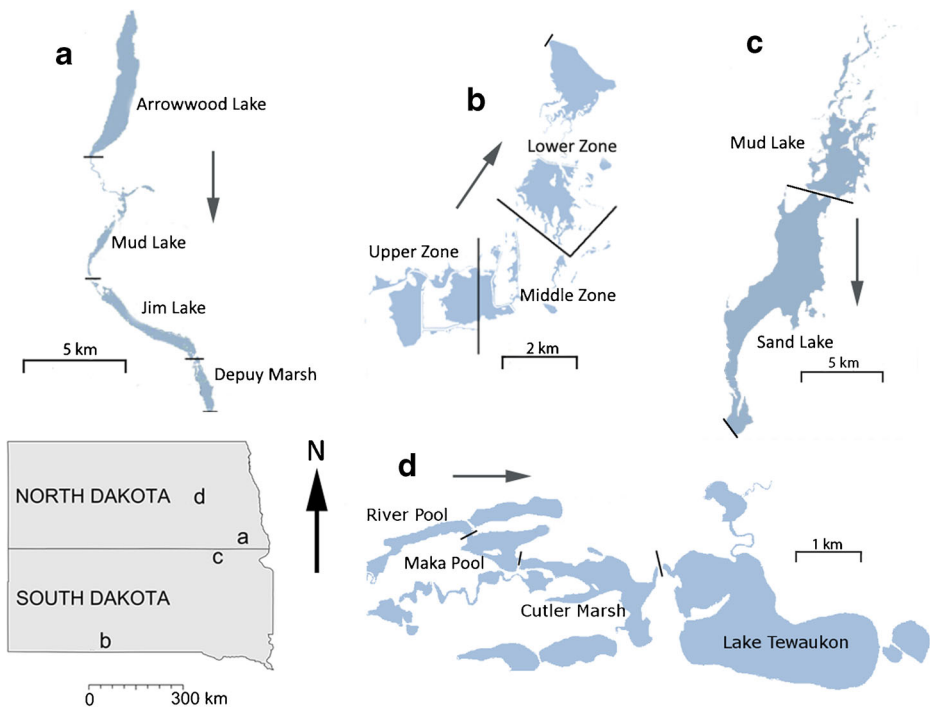 a
Arrowwood Lake
Mud Lake
Jim Lake
5 km
Depuy Marsh
b
Lower Zone
Upper Zone
Middle Zone
2 km
c
Mud Lake
Sand Lake
5 km
NORTH DAKOTA d
a
c
SOUTH DAKOTA
b
0 300 km
N
d
River Pool
Maka Pool
Cutler Marsh
1 km
Lake Tewaukon